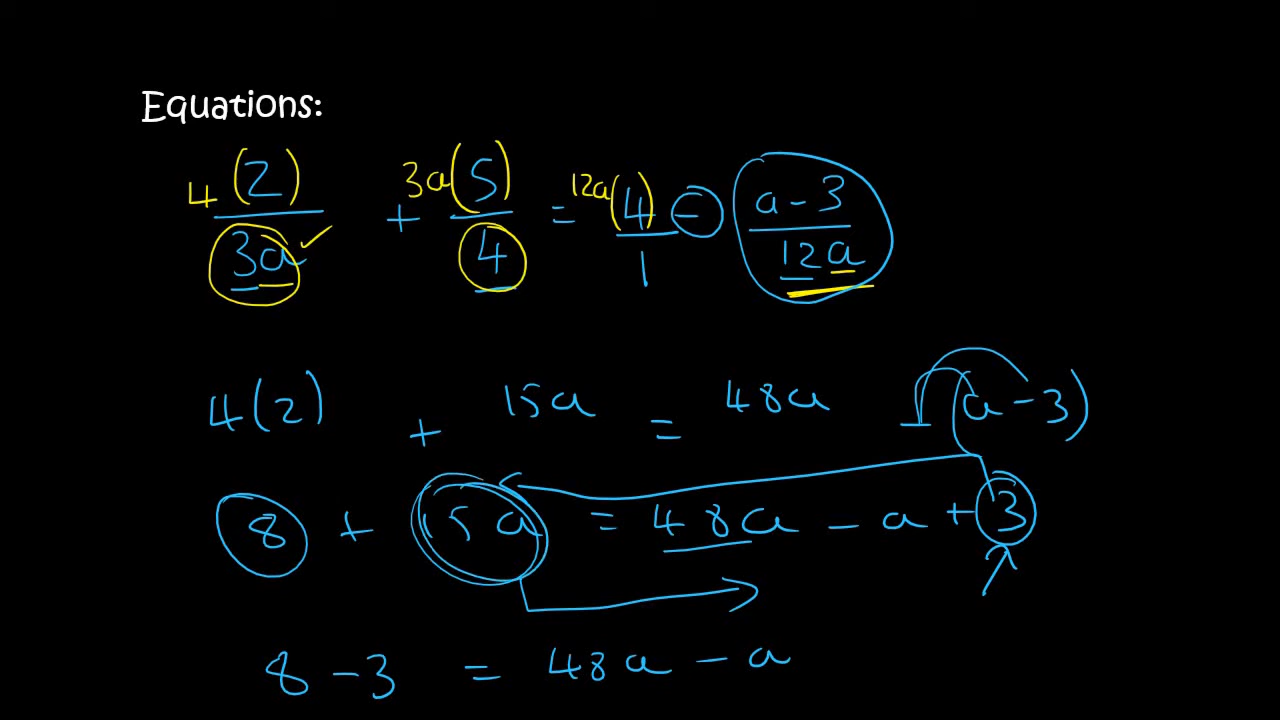 Equations:
4(2) + 3a(5) = 12a(4) - a - 3
3a 4 1 12a
4(2) + 15a = 48a - (a - 3)
8 + 15a = 48a - a + 3
8 - 3 = 48a - a